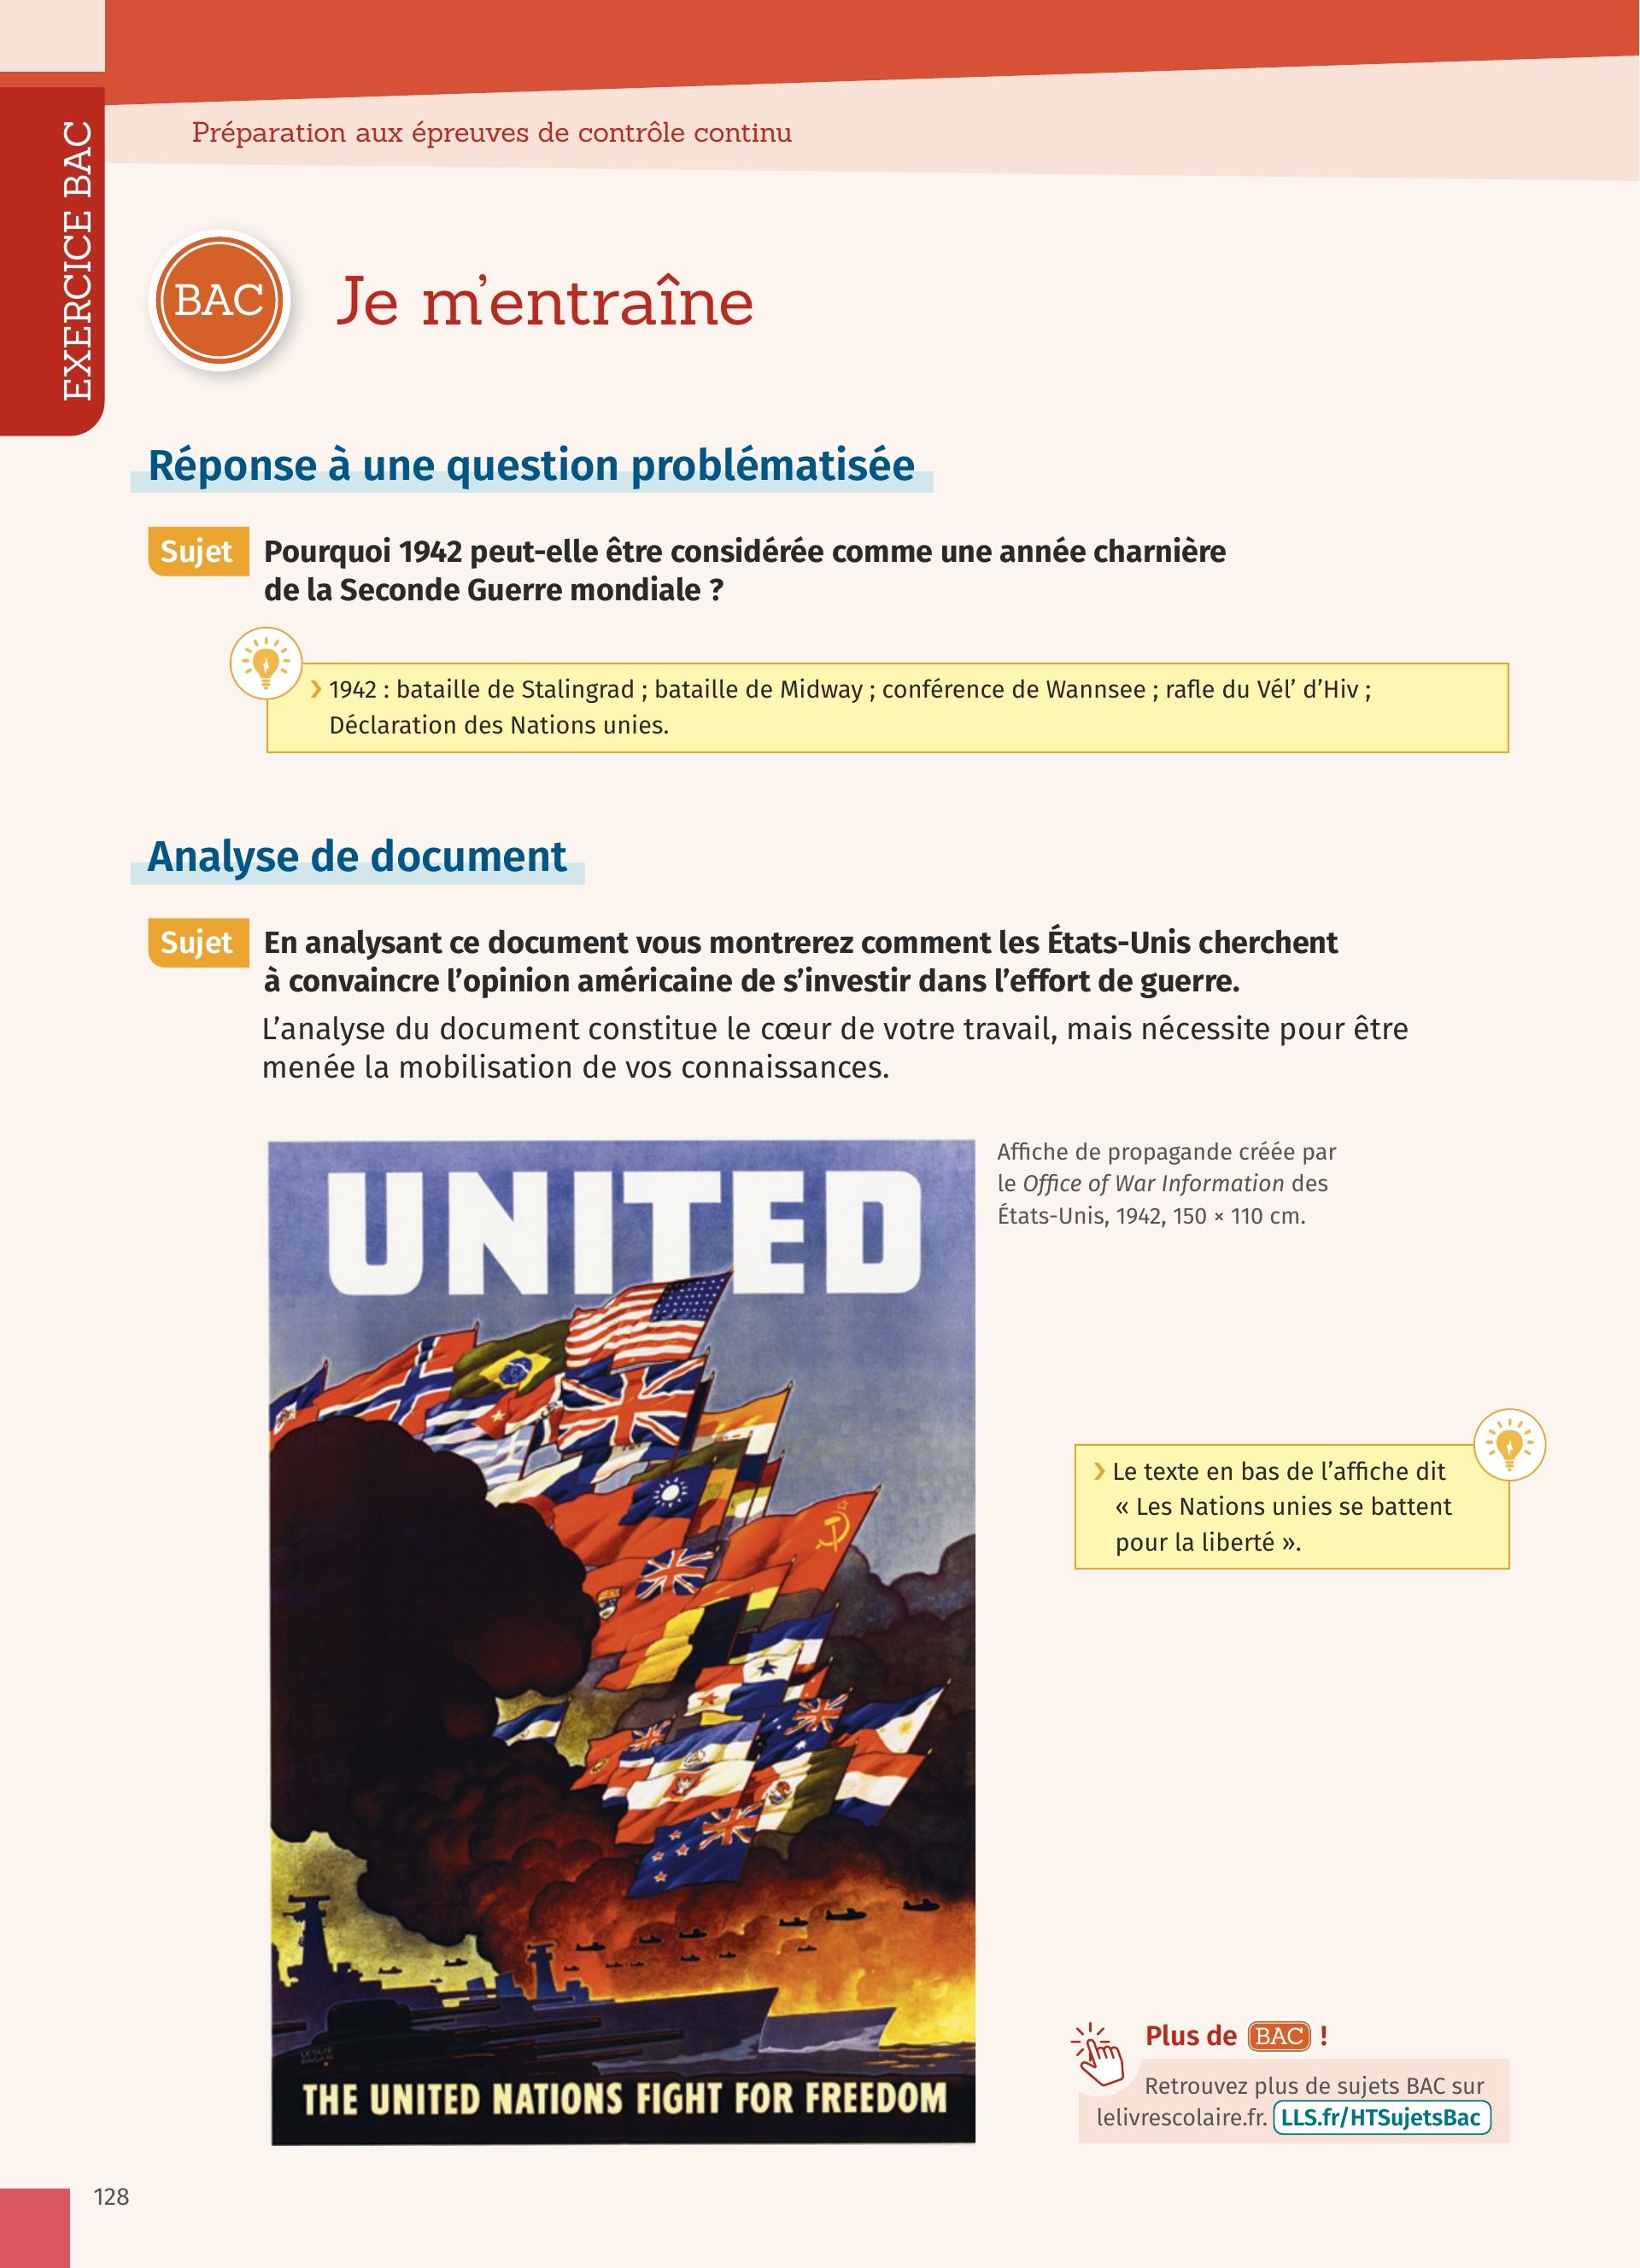 Préparation aux épreuves de contrôle continu
EXERCICE BAC
BAC
Je m'entraîne
Réponse à une question problématisée
Sujet
Pourquoi 1942 peut-elle être considérée comme une année charnière
de la Seconde Guerre mondiale ?
› 1942 : bataille de Stalingrad ; bataille de Midway ; conférence de Wannsee ; rafle du Vél’ d’Hiv ;
Déclaration des Nations unies.
Analyse de document
Sujet
En analysant ce document vous montrerez comment les États-Unis cherchent
à convaincre l’opinion américaine de s’investir dans l’effort de guerre.
L’analyse du document constitue le cœur de votre travail, mais nécessite pour être
menée la mobilisation de vos connaissances.
UNITED
THE UNITED NATIONS FIGHT FOR FREEDOM
Affiche de propagande créée par
le Office of War Information des
États-Unis, 1942, 150 × 110 cm.
› Le texte en bas de l’affiche dit
« Les Nations unies se battent
pour la liberté ».
Plus de BAC !
Retrouvez plus de sujets BAC sur
lelivrescolaire.fr. LLS.fr/HTSujetsBac
128